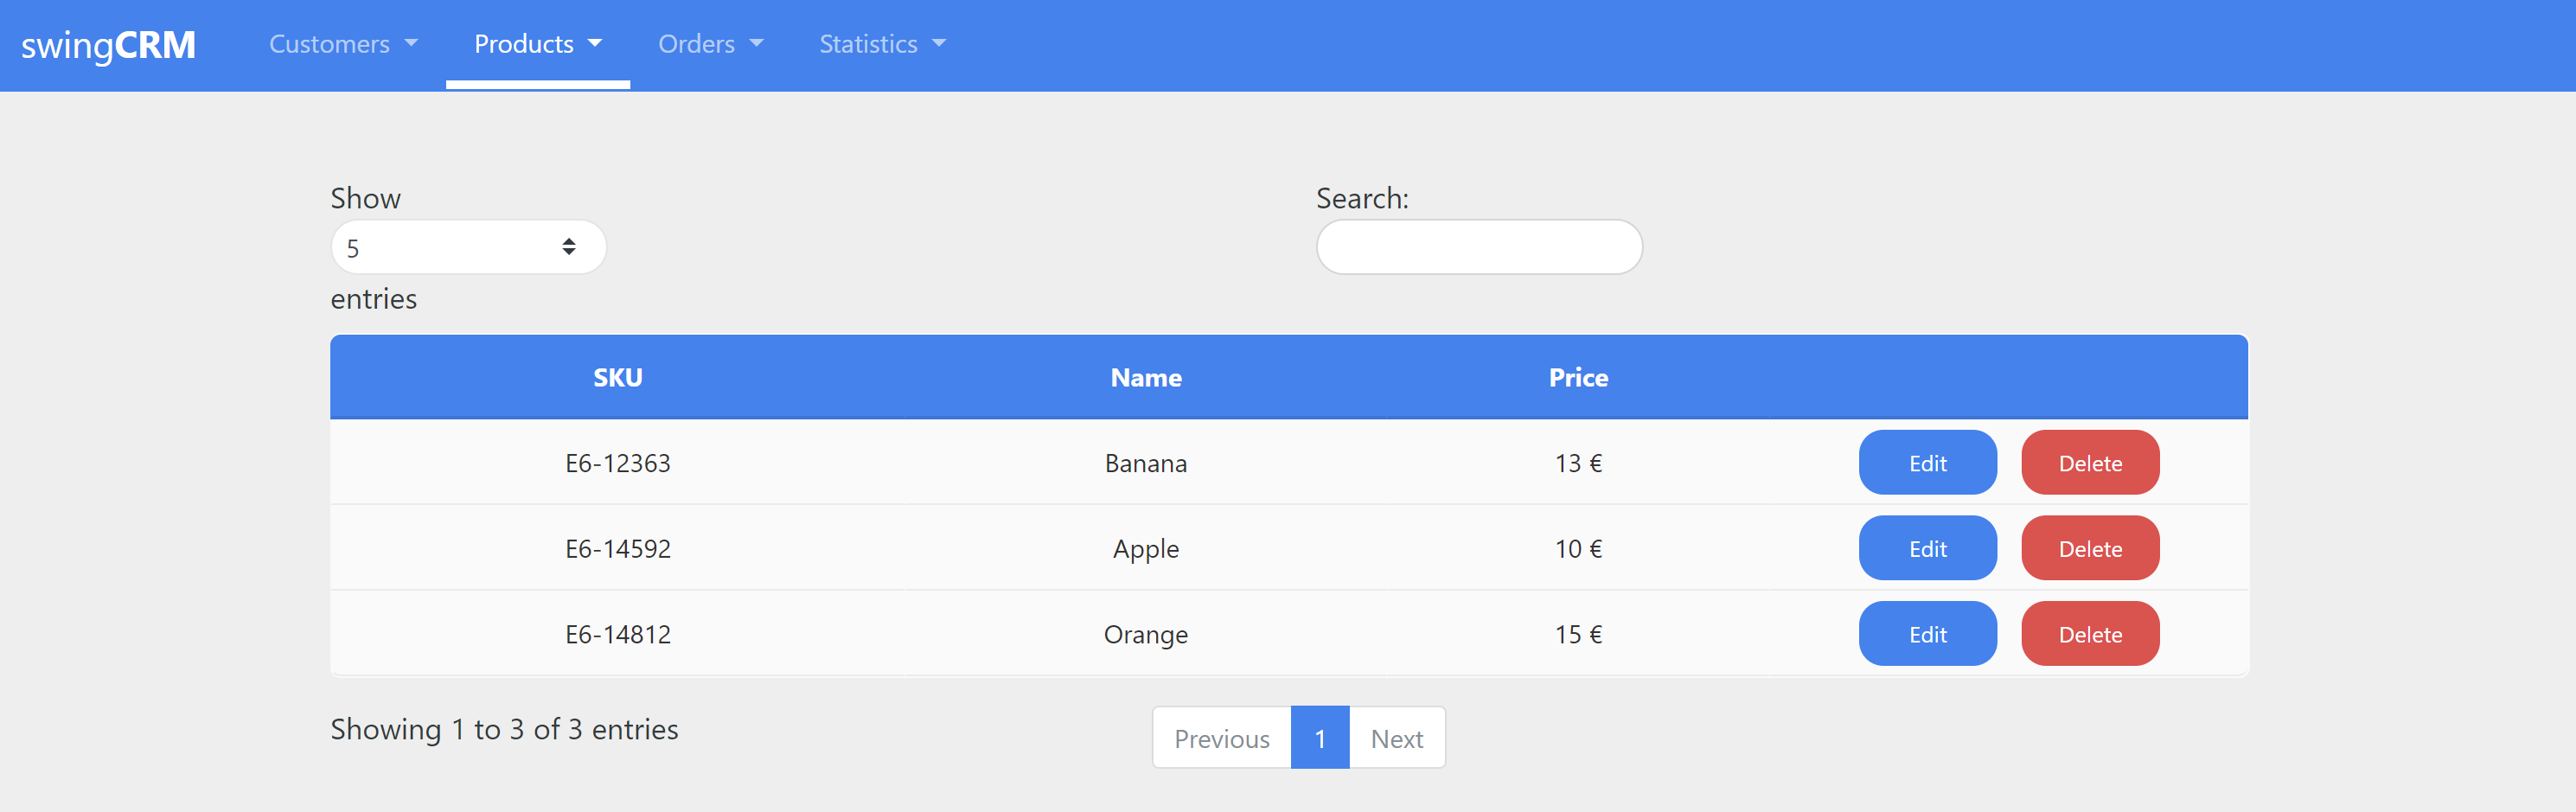 swingCRM Customers Products Orders Statistics
Show
5
entries
Search:
SKU Name Price
E6-12363 Banana 13 € Edit Delete
E6-14592 Apple 10 € Edit Delete
E6-14812 Orange 15 € Edit Delete
Showing 1 to 3 of 3 entries
Previous 1 Next